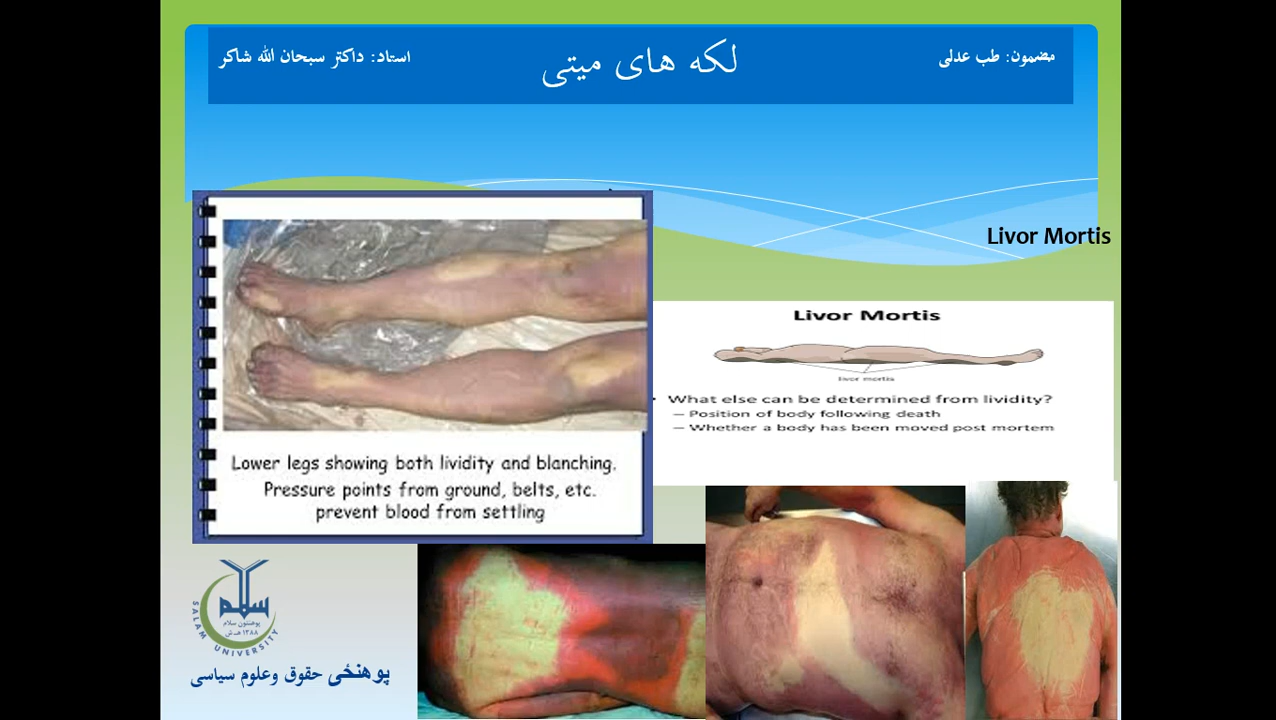 مضمون: طب عدلی
لکه های میتی
استاد: داکتر سبحان الله شاکر
Livor Mortis
Lower legs showing both lividity and blanching.
Pressure points from ground, belts, etc.
prevent blood from settling
Livor Mortis
livor mortis
• What else can be determined from lividity?
– Position of body following death
– Whether a body has been moved post mortem
سلام
پوهنتون سلام
۱۳۸۸ هـ ش
SALAM UNIVERSITY
پوهنځی حقوق وعلوم سیاسی